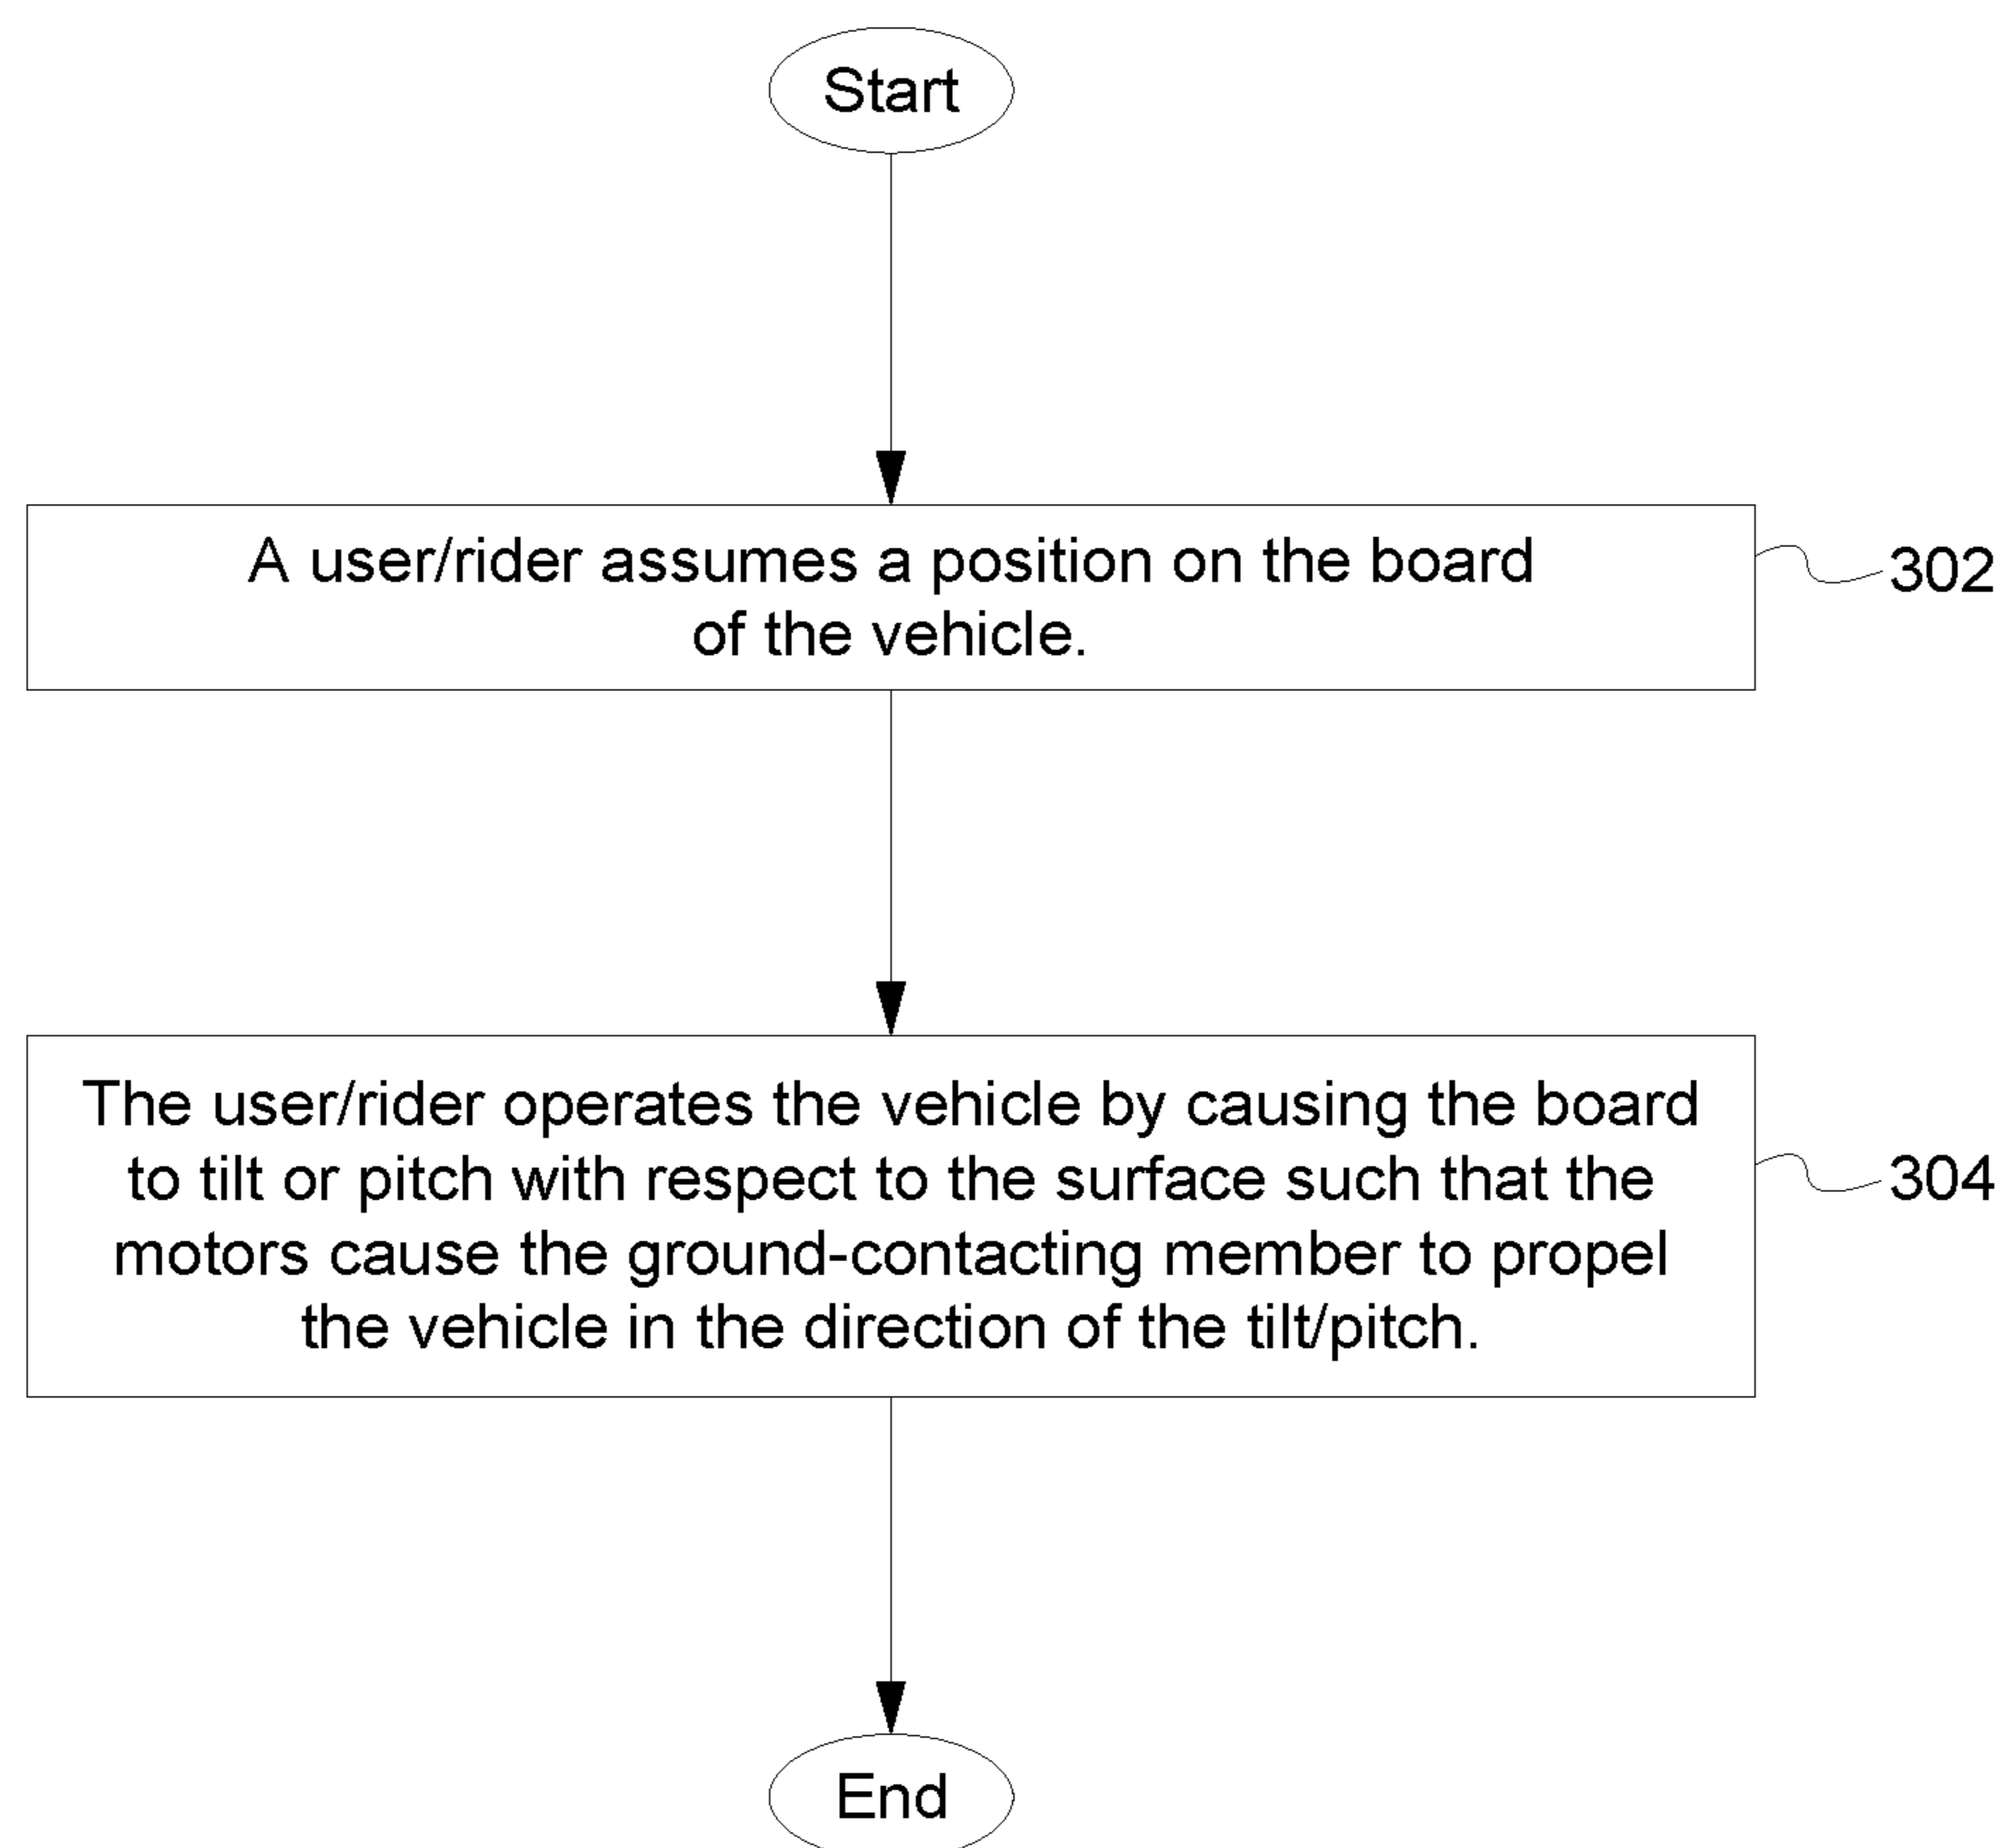 Start
A user/rider assumes a position on the board
of the vehicle.
302
The user/rider operates the vehicle by causing the board
to tilt or pitch with respect to the surface such that the
motors cause the ground-contacting member to propel
the vehicle in the direction of the tilt/pitch.
304
End